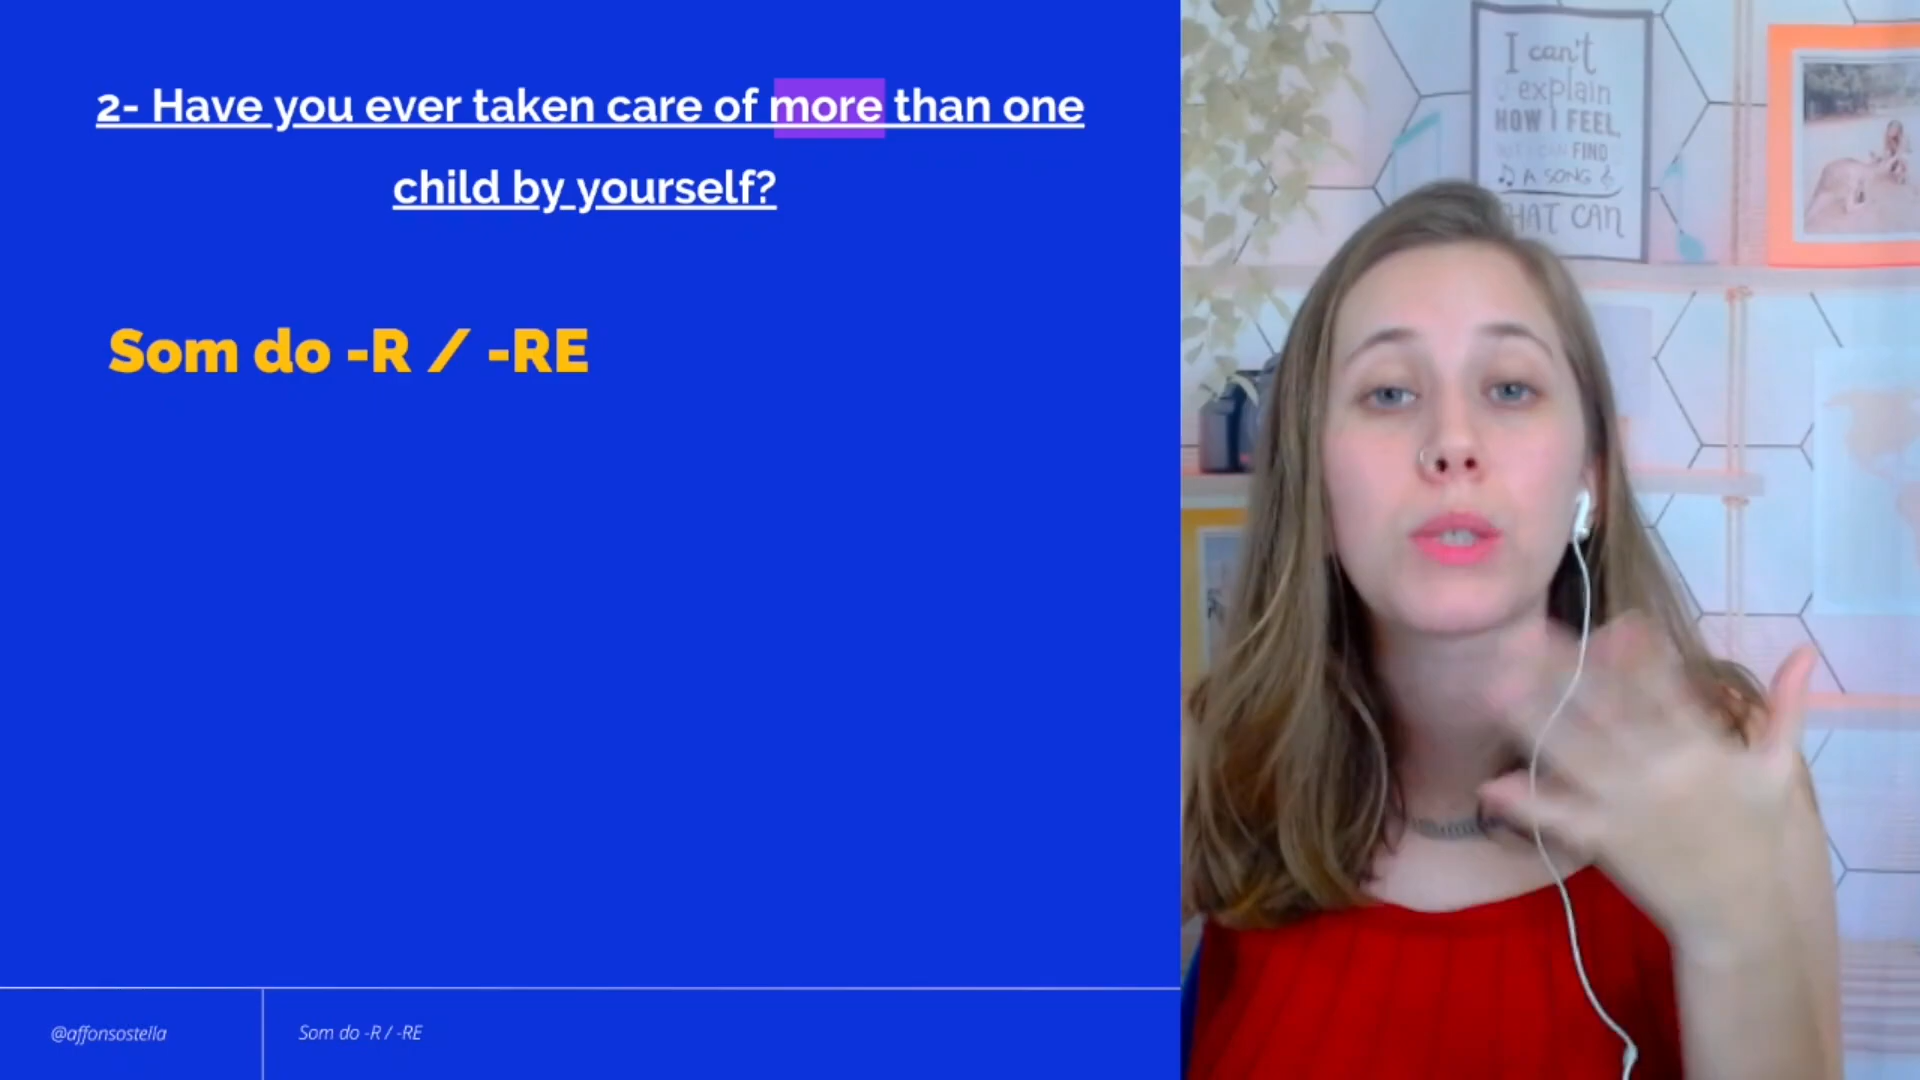 2- Have you ever taken care of more than one
child by yourself?
Som do -R / -RE
@affonsostella
Som do -R / -RE
I can't
explain
HOW I FEEL,
FIND
A SONG
THAT CAN